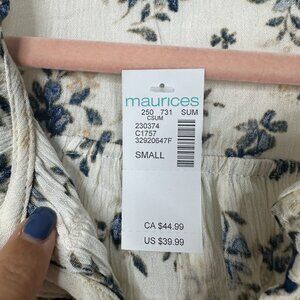 maurices
250 731 SUM
CSUM
230374
C1757
32920647F
SMALL
CA $44.99
US $39.99